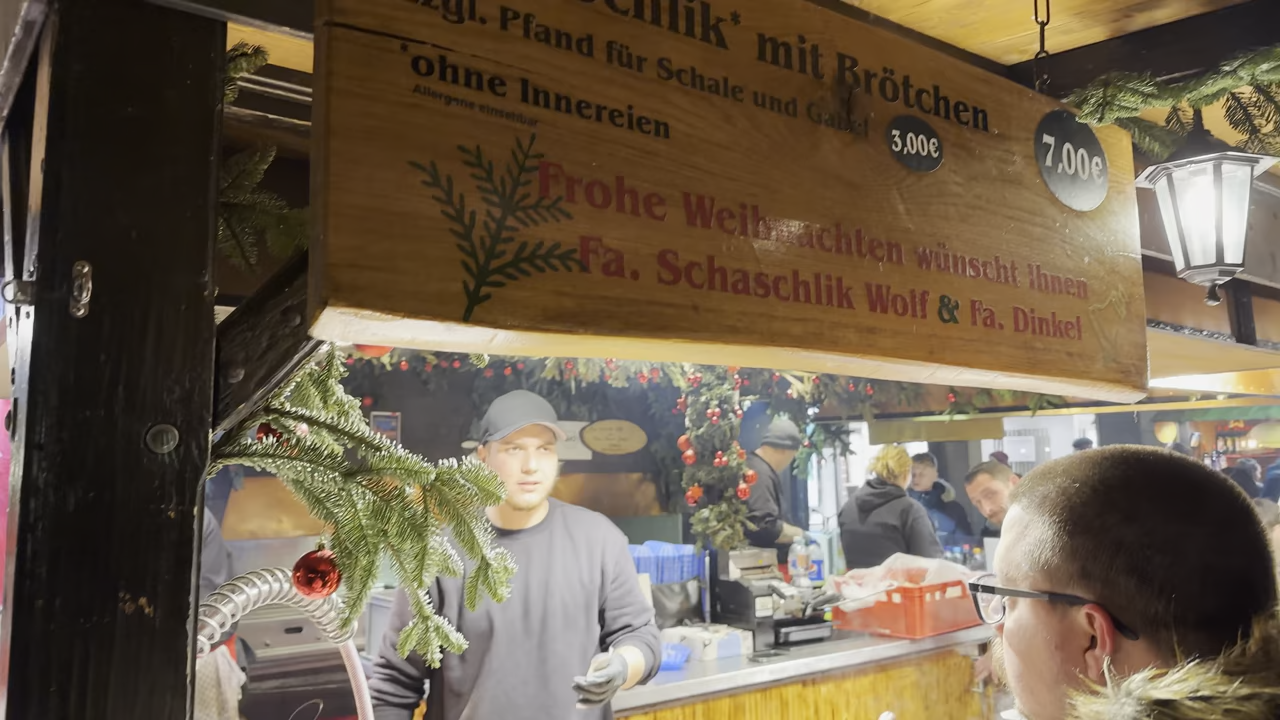 schlik* mit Brötchen 7,00€
zzgl. Pfand für Schale und Gabel 3,00€
*ohne Innereien
Allergene einsehbar
Frohe Weihnachten wünscht Ihnen
Fa. Schaschlik Wolf & Fa. Dinkel